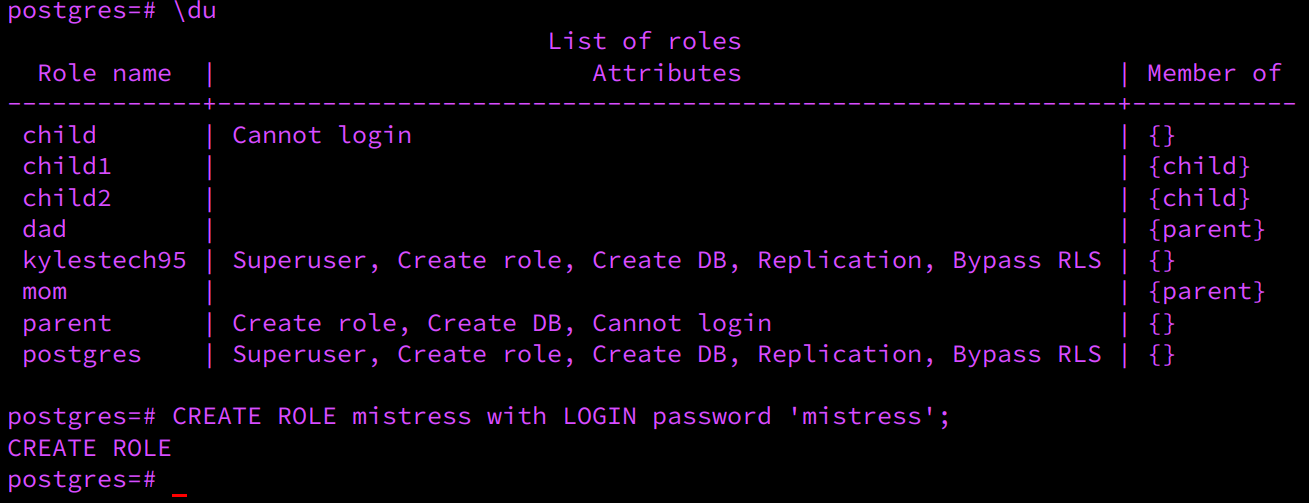 postgres=# \du
                                    List of roles
  Role name  |                         Attributes                         | Member of
-------------+------------------------------------------------------------+-----------
 child       | Cannot login                                               | {}
 child1      |                                                            | {child}
 child2      |                                                            | {child}
 dad         |                                                            | {parent}
 kylestech95 | Superuser, Create role, Create DB, Replication, Bypass RLS | {}
 mom         |                                                            | {parent}
 parent      | Create role, Create DB, Cannot login                       | {}
 postgres    | Superuser, Create role, Create DB, Replication, Bypass RLS | {}

postgres=# CREATE ROLE mistress with LOGIN password 'mistress';
CREATE ROLE
postgres=#